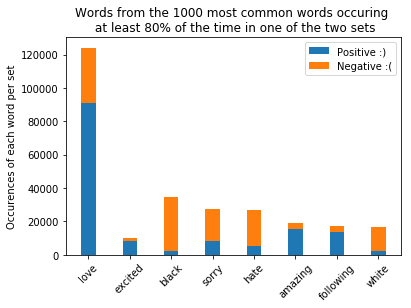 Words from the 1000 most common words occuring
at least 80% of the time in one of the two sets
Positive :)
Negative :(
Occurences of each word per set
120000
100000
80000
60000
40000
20000
0
love
excited
black
sorry
hate
amazing
following
white